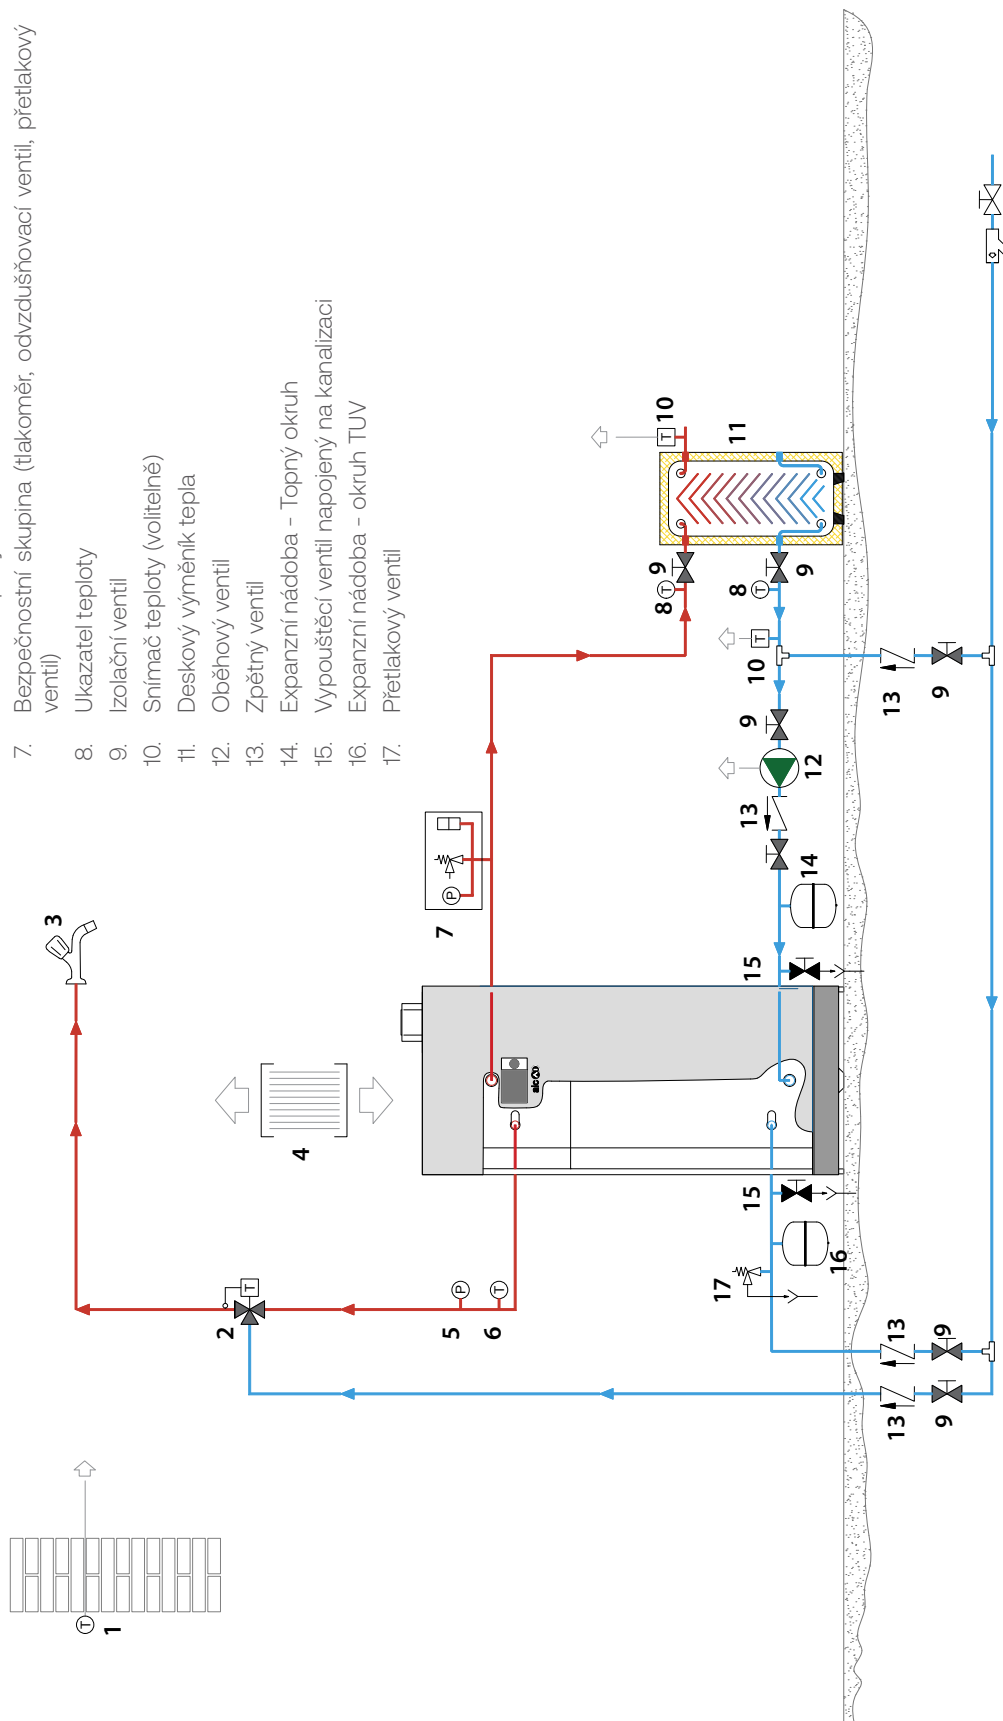 7. Bezpečnostní skupina (tlakoměr, odvzdušňovací ventil, přetlakový
ventil)
8. Ukazatel teploty
9. Izolační ventil
10. Snímač teploty (volitelně)
11. Deskový výměník tepla
12. Oběhový ventil
13. Zpětný ventil
14. Expanzní nádoba – Topný okruh
15. Vypouštěcí ventil napojený na kanalizaci
16. Expanzní nádoba – okruh TUV
17. Přetlakový ventil
1
T
2
T
3
4
5
P
6
T
7
P
8
T
9
10
T
11
8
T
9
10
T
9
12
13
14
15
15
16
17
13
9
13
9
13
9